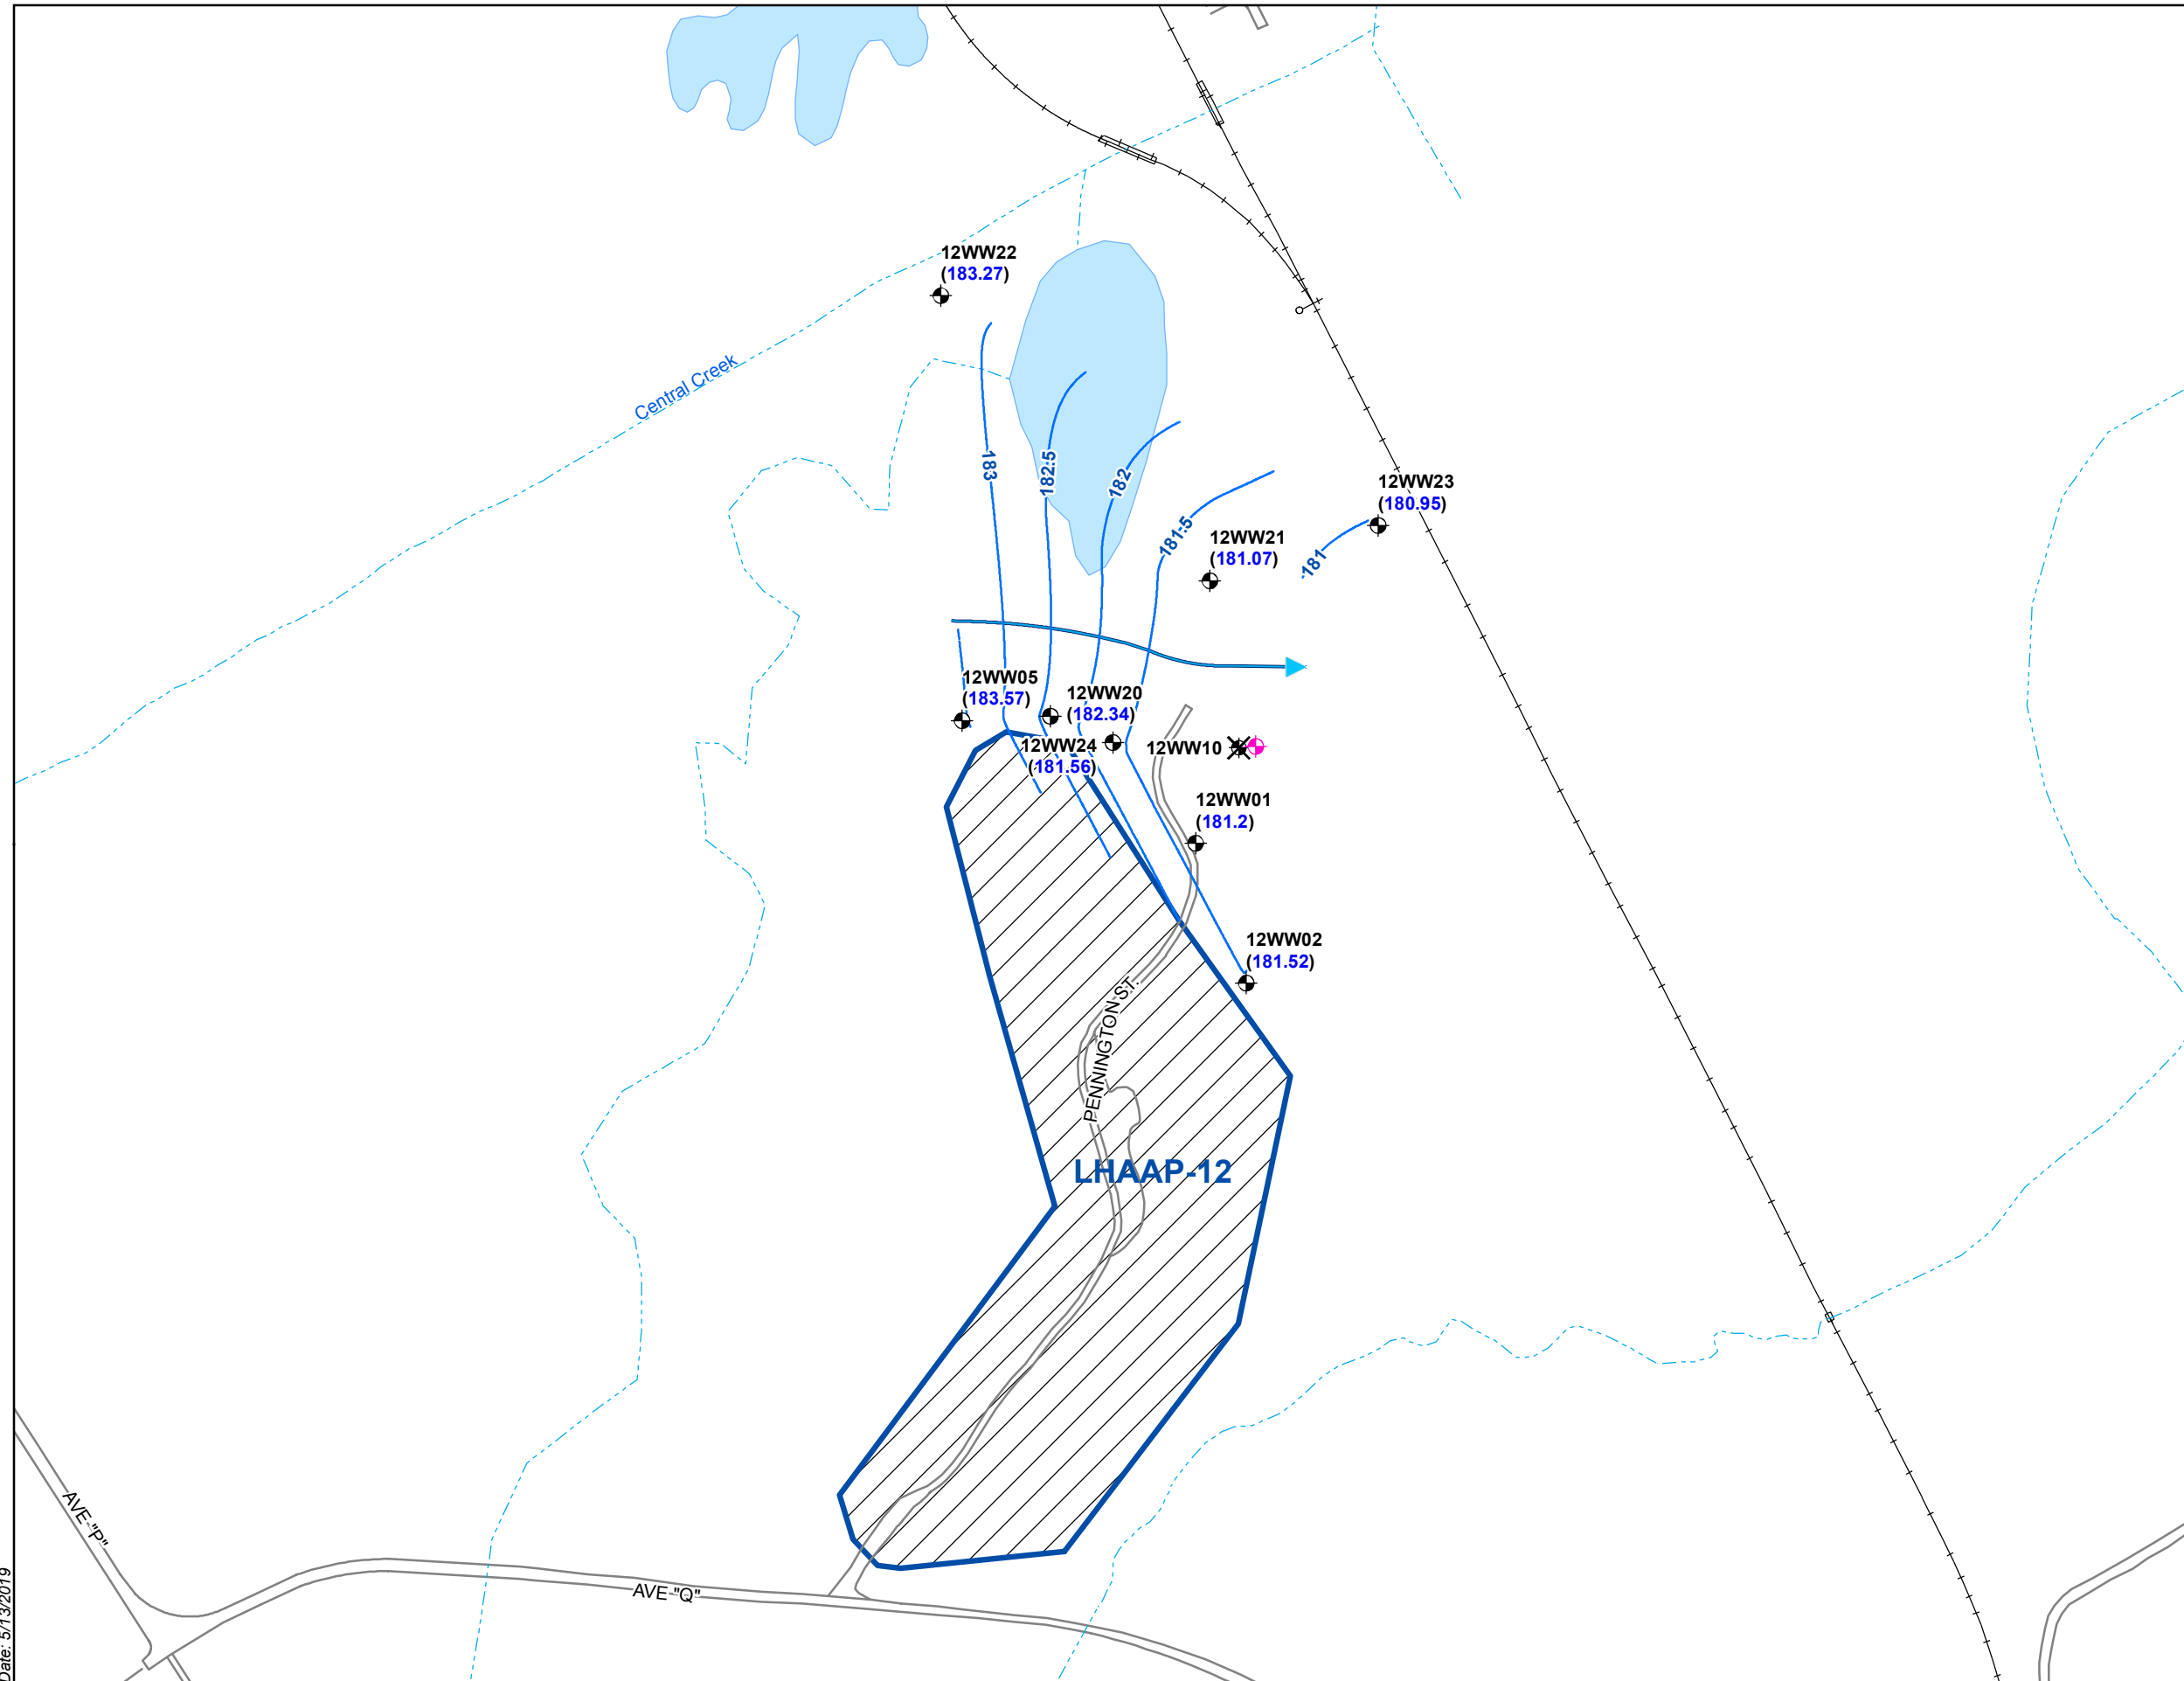 12WW22
(183.27)
Central Creek
183
182.5
182
181.5
181
12WW23
(180.95)
12WW21
(181.07)
12WW05
(183.57)
12WW20
(182.34)
12WW24
(181.56)
12WW10
12WW01
(181.2)
12WW02
(181.52)
PENNINGTON ST.
LHAAP-12
AVE "P"
AVE "Q"
Date: 5/13/2019